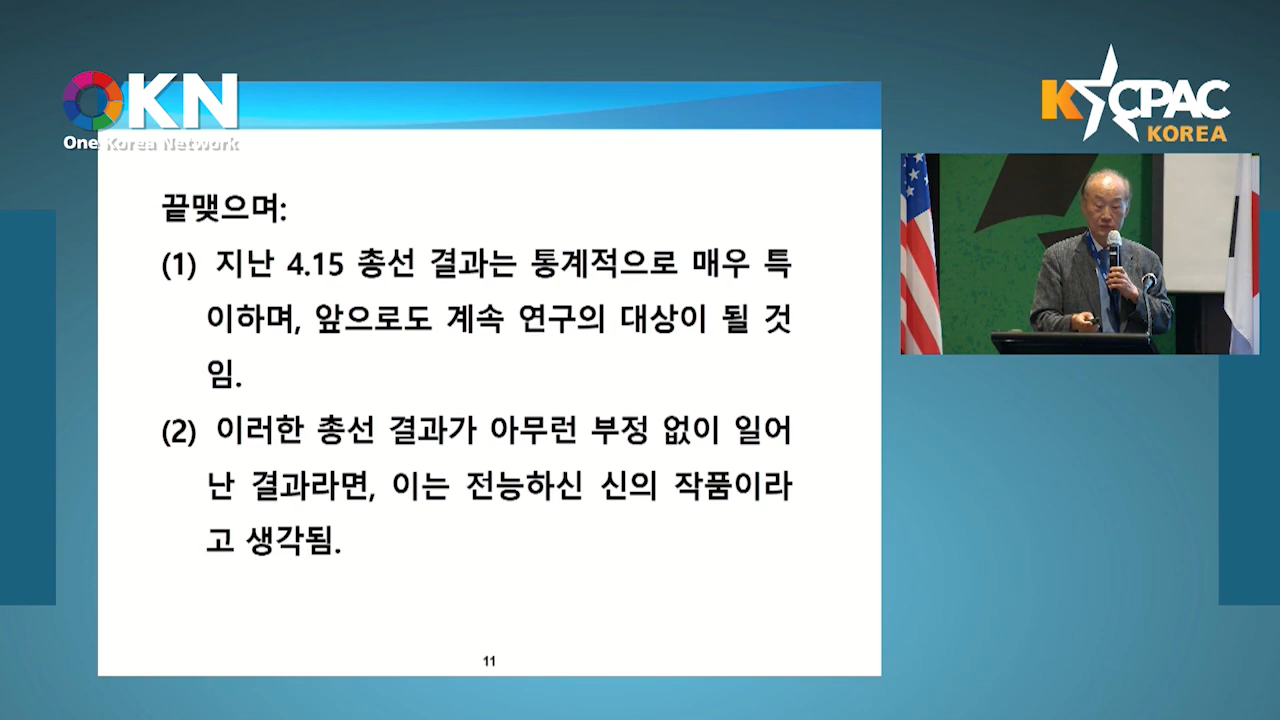 OKN
One Korea Network
KCPAC
KOREA
끝맺으며:
(1) 지난 4.15 총선 결과는 통계적으로 매우 특
이하며, 앞으로도 계속 연구의 대상이 될 것
임.
(2) 이러한 총선 결과가 아무런 부정 없이 일어
난 결과라면, 이는 전능하신 신의 작품이라
고 생각됨.
11